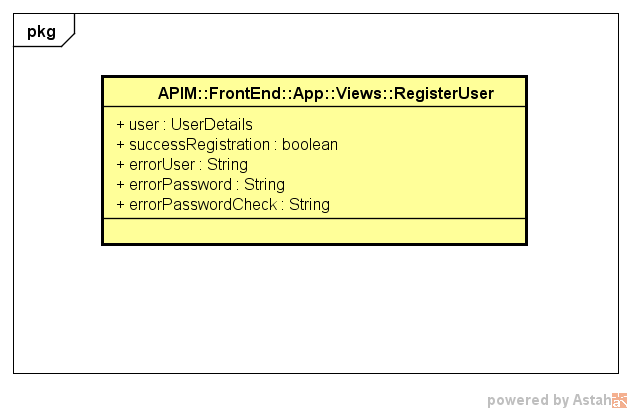 pkg
APIM::FrontEnd::App::Views::RegisterUser
+ user : UserDetails
+ successRegistration : boolean
+ errorUser : String
+ errorPassword : String
+ errorPasswordCheck : String
powered by Astah